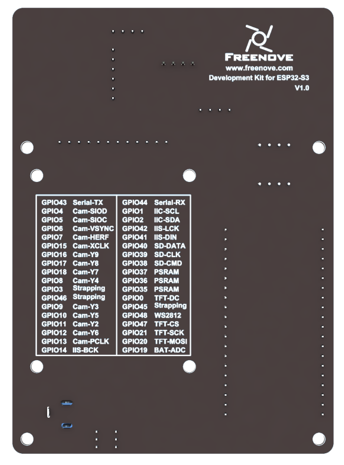 FREENOVE
www.freenove.com
Development Kit for ESP32-S3
V1.0
GPIO43 Serial-TX GPIO44 Serial-RX
GPIO4 Cam-SIOD GPIO1 IIC-SCL
GPIO5 Cam-SIOC GPIO2 IIC-SDA
GPIO6 Cam-VSYNC GPIO42 IIS-LCK
GPIO7 Cam-HERF GPIO41 IIS-DIN
GPIO15 Cam-XCLK GPIO40 SD-DATA
GPIO16 Cam-Y9 GPIO39 SD-CLK
GPIO17 Cam-Y8 GPIO38 SD-CMD
GPIO18 Cam-Y7 GPIO37 PSRAM
GPIO8 Cam-Y4 GPIO36 PSRAM
GPIO3 Strapping GPIO35 PSRAM
GPIO46 Strapping GPIO0 TFT-DC
GPIO9 Cam-Y3 GPIO45 Strapping
GPIO10 Cam-Y5 GPIO48 WS2812
GPIO11 Cam-Y2 GPIO47 TFT-CS
GPIO12 Cam-Y6 GPIO21 TFT-SCK
GPIO13 Cam-PCLK GPIO20 TFT-MOSI
GPIO14 IIS-BCK GPIO19 BAT-ADC